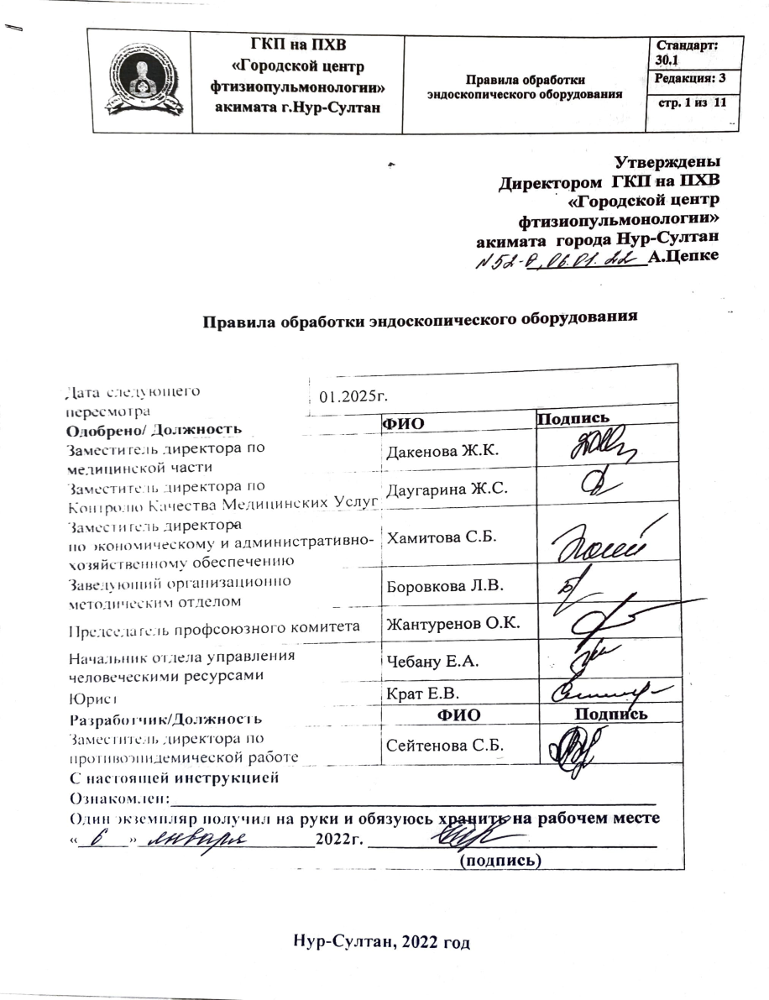 ГКП на ПХВ
«Городской центр
фтизиопульмонологии»
акимата г.Нур-Султан
Правила обработки
эндоскопического оборудования
Стандарт:
30.1
Редакция: 3
стр. 1 из 11
Утверждены
Директором ГКП на ПХВ
«Городской центр
фтизиопульмонологии»
акимата города Нур-Султан
N52-Ө, 06.01.22 А.Цепке
Правила обработки эндоскопического оборудования
Дата следующего
пересмотра
01.2025г.
Одобрено/ Должность ФИО Подпись
Заместитель директора по
медицинской части
Дакенова Ж.К.
Заместитель директора по
Контролю Качества Медицинских Услуг
Даугарина Ж.С.
Заместитель директора
по экономическому и административно-
хозяйственному обеспечению
Хамитова С.Б.
Заведующий организационно
методическим отделом
Боровкова Л.В.
Председатель профсоюзного комитета Жантуренов О.К.
Начальник отдела управления
человеческими ресурсами
Чебану Е.А.
Юрист Крат Е.В.
Разработчик/Должность ФИО Подпись
Заместитель директора по
противоэпидемической работе
Сейтенова С.Б.
С настоящей инструкцией
Ознакомлен:
Один экземпляр получил на руки и обязуюсь хранить на рабочем месте
« 6 » января 2022г.
(подпись)
Нур-Султан, 2022 год